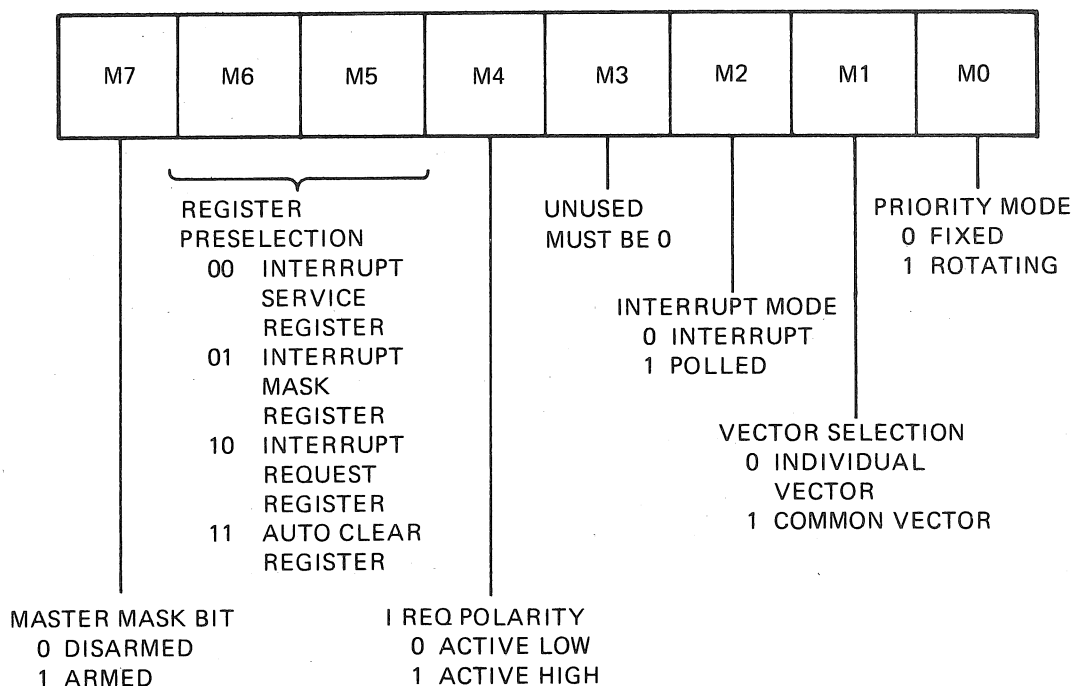 M7 M6 M5 M4 M3 M2 M1 M0
REGISTER
PRESELECTION
00 INTERRUPT
SERVICE
REGISTER
01 INTERRUPT
MASK
REGISTER
10 INTERRUPT
REQUEST
REGISTER
11 AUTO CLEAR
REGISTER
UNUSED
MUST BE 0
PRIORITY MODE
0 FIXED
1 ROTATING
INTERRUPT MODE
0 INTERRUPT
1 POLLED
VECTOR SELECTION
0 INDIVIDUAL
VECTOR
1 COMMON VECTOR
MASTER MASK BIT
0 DISARMED
1 ARMED
I REQ POLARITY
0 ACTIVE LOW
1 ACTIVE HIGH